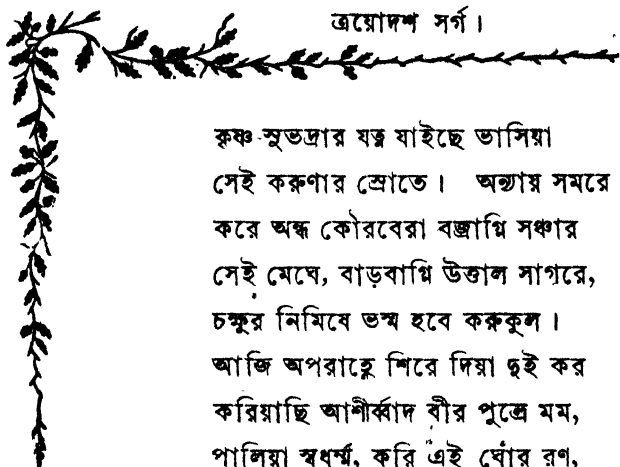 ত্রয়োদশ সর্গ।
কৃষ্ণ সুভদ্রার যত্ন যাইছে ভাসিয়া
সেই করুণার স্রোতে। অন্যায় সমরে
করে অন্ধ কৌরবেরা বজ্রাগ্নি সঞ্চার
সেই মেঘে, বাড়বাগ্নি উত্তাল সাগরে,
চক্ষুর নিমিষে ভস্ম হবে করুকুল।
আজি অপরাহ্ণে শিরে দিয়া দুই কর
করিয়াছি আশীর্ব্বাদ বীর পুত্রে মম,
পালিয়া স্বধর্ম্ম, করি এই ঘোর রণ,